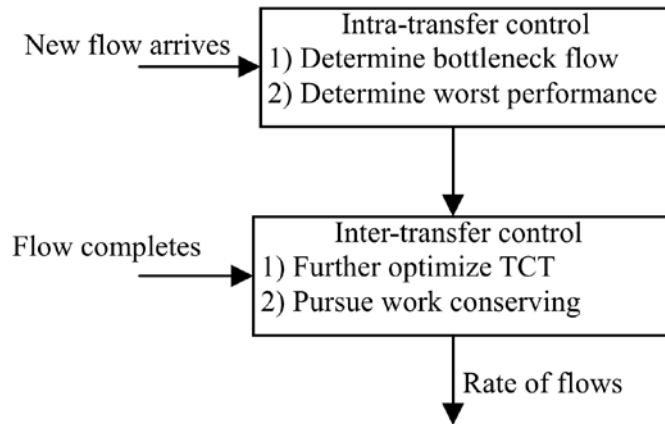 Intra-transfer control
New flow arrives
1) Determine bottleneck flow
2) Determine worst performance
Inter-transfer control
Flow completes
1) Further optimize TCT
2) Pursue work conserving
Rate of flows